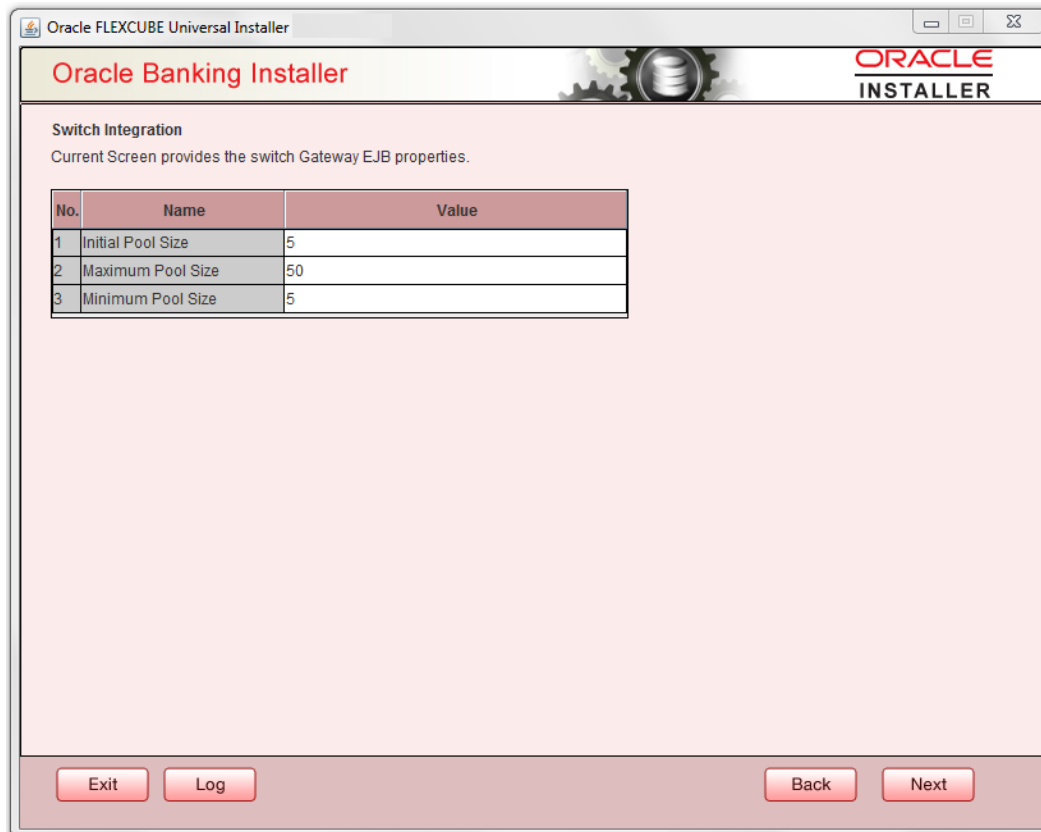 Oracle FLEXCUBE Universal Installer
Oracle Banking Installer
ORACLE
INSTALLER
Switch Integration
Current Screen provides the switch Gateway EJB properties.
No. Name Value
1 Initial Pool Size 5
2 Maximum Pool Size 50
3 Minimum Pool Size 5
Exit Log Back Next